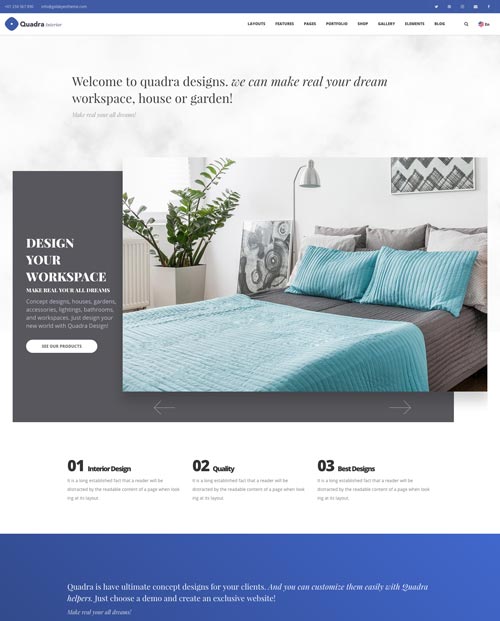 +01 234 567 890 info@goldeyestheme.com
Quadra Interior
LAYOUTS FEATURES PAGES PORTFOLIO SHOP GALLERY ELEMENTS BLOG En
Welcome to quadra designs. we can make real your dream
workspace, house or garden!
Make real your all dreams!
DESIGN
YOUR
WORKSPACE
MAKE REAL YOUR ALL DREAMS
Concept designs, houses, gardens,
accessories, lightings, bathrooms,
and workspaces. Just design your
new world with Quadra Design!
SEE OUR PRODUCTS
01 Interior Design
It is a long established fact that a reader will be
distracted by the readable content of a page when look
ing at its layout.
02 Quality
It is a long established fact that a reader will be
distracted by the readable content of a page when look
ing at its layout.
03 Best Designs
It is a long established fact that a reader will be
distracted by the readable content of a page when look
ing at its layout.
Quadra is have ultimate concept designs for your clients. And you can customize them easily with Quadra
helpers. Just choose a demo and create an exclusive website!
Make real your all dreams!